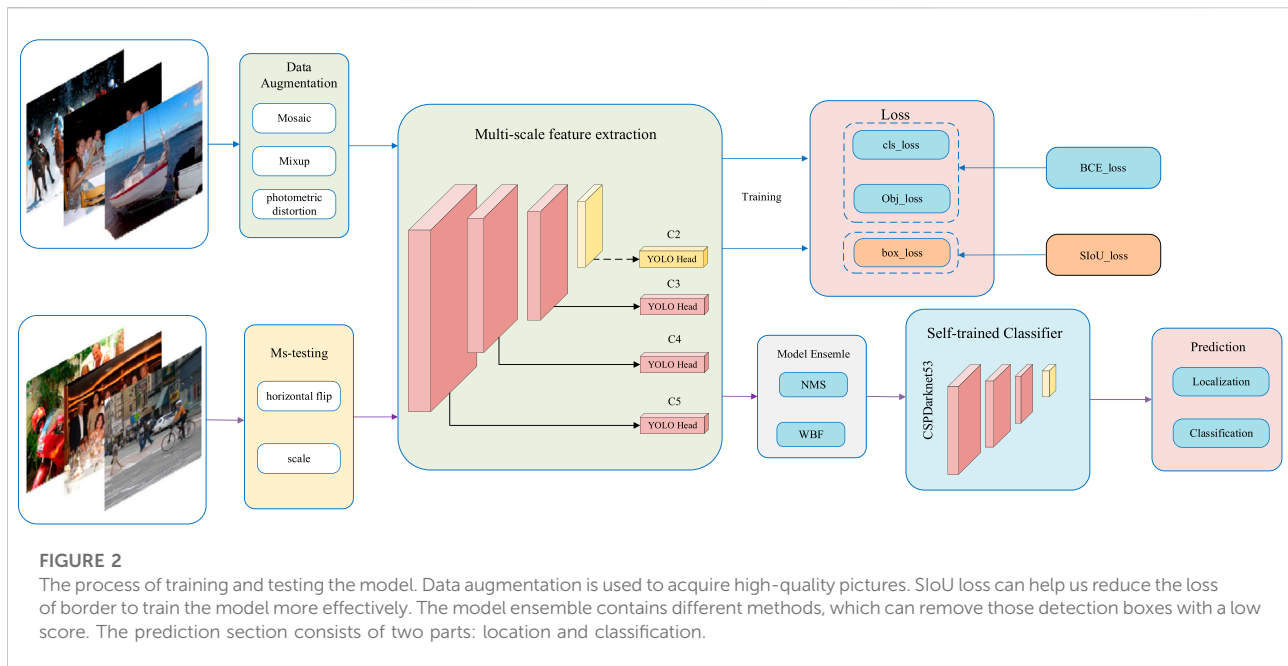 Data
Augmentation
Mosaic
Mixup
photometric
distortion
Multi-scale feature extraction
C2
YOLO Head
C3
YOLO Head
C4
YOLO Head
C5
YOLO Head
Training
Loss
cls_loss
Obj_loss
box_loss
BCE_loss
SIoU_loss
Ms-testing
horizontal flip
scale
Model Ensemle
NMS
WBF
Self-trained Classifier
CSPDarknet53
Prediction
Localization
Classification
FIGURE 2
The process of training and testing the model. Data augmentation is used to acquire high-quality pictures. SIoU loss can help us reduce the loss
of border to train the model more effectively. The model ensemble contains different methods, which can remove those detection boxes with a low
score. The prediction section consists of two parts: location and classification.